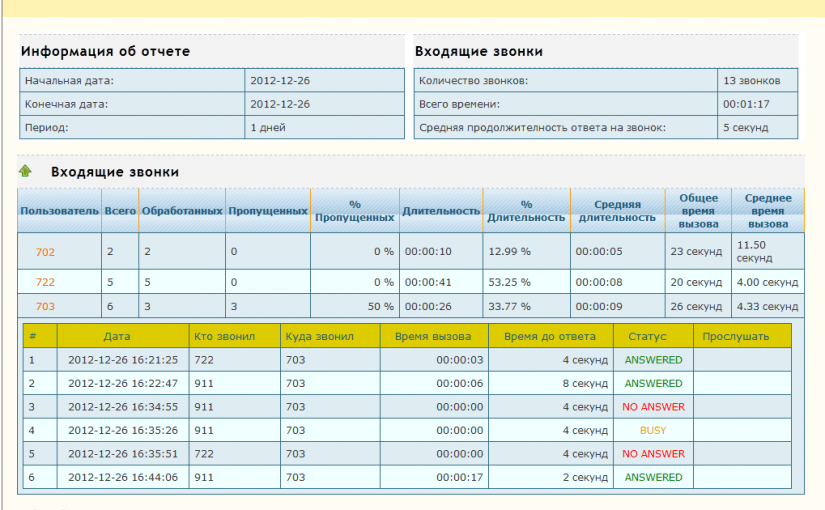 Информация об отчете
Начальная дата: 2012-12-26
Конечная дата: 2012-12-26
Период: 1 дней
Входящие звонки
Количество звонков: 13 звонков
Всего времени: 00:01:17
Средняя продолжителность ответа на звонок: 5 секунд
Входящие звонки
Пользователь Всего Обработанных Пропущенных % Пропущенных Длительность % Длительность Средняя длительность Общее время вызова Среднее время вызова
702 2 2 0 0 % 00:00:10 12.99 % 00:00:05 23 секунд 11.50 секунд
722 5 5 0 0 % 00:00:41 53.25 % 00:00:08 20 секунд 4.00 секунд
703 6 3 3 50 % 00:00:26 33.77 % 00:00:09 26 секунд 4.33 секунд
# Дата Кто звонил Куда звонил Время вызова Время до ответа Статус Прослушать
1 2012-12-26 16:21:25 722 703 00:00:03 4 секунд ANSWERED
2 2012-12-26 16:22:47 911 703 00:00:06 8 секунд ANSWERED
3 2012-12-26 16:34:55 911 703 00:00:00 4 секунд NO ANSWER
4 2012-12-26 16:35:26 911 703 00:00:00 4 секунд BUSY
5 2012-12-26 16:35:51 722 703 00:00:00 4 секунд NO ANSWER
6 2012-12-26 16:44:06 911 703 00:00:17 2 секунд ANSWERED